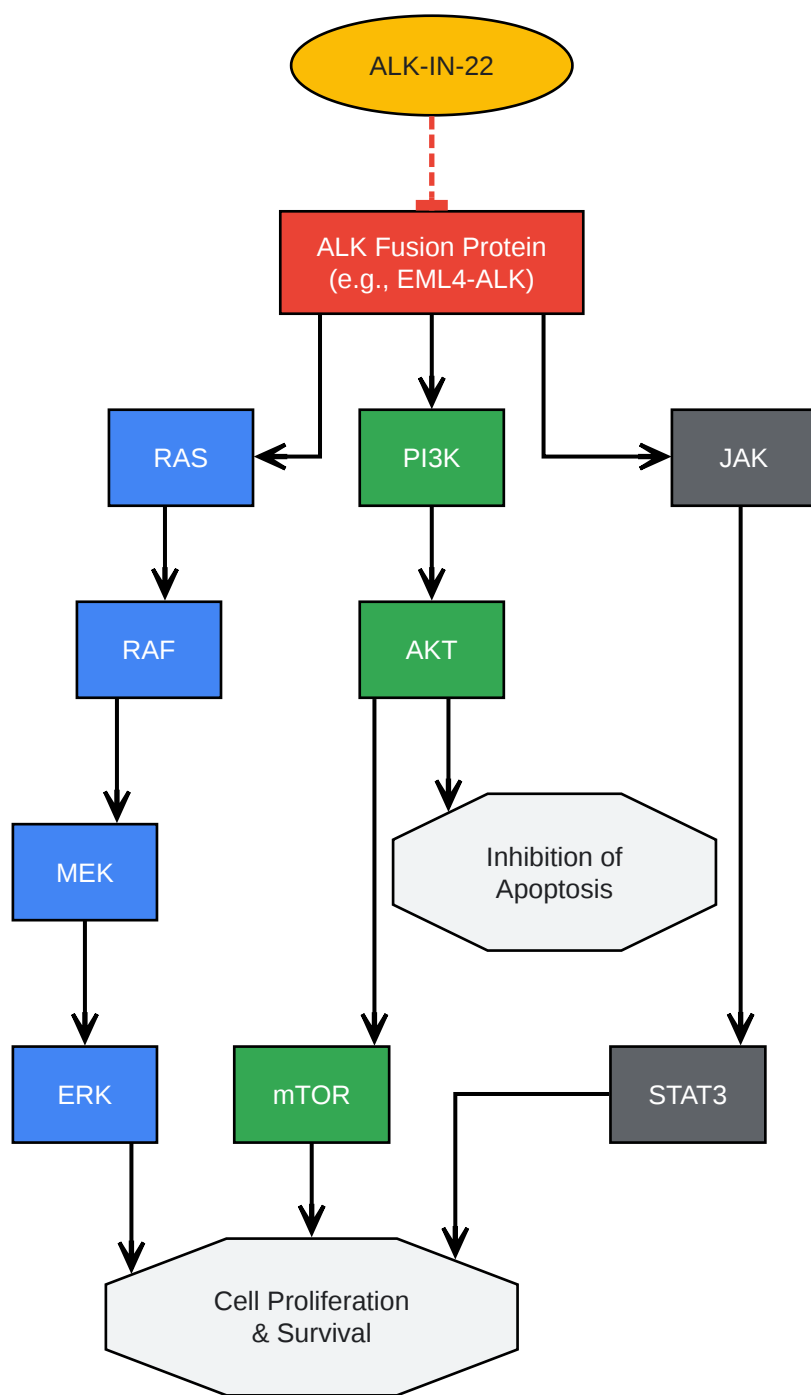 ALK-IN-22
ALK Fusion Protein
(e.g., EML4-ALK)
RAS
PI3K
JAK
RAF
AKT
MEK
Inhibition of
Apoptosis
ERK
mTOR
STAT3
Cell Proliferation
& Survival